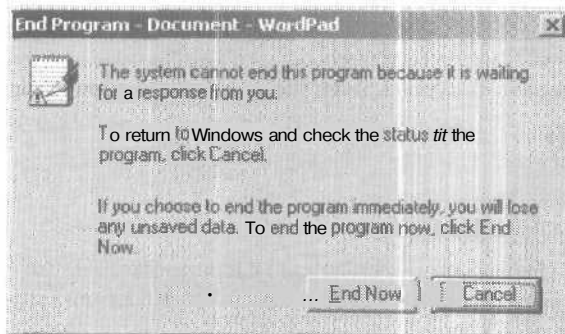 End Program - Document - WordPad
The system cannot end this program because it is waiting
for a response from you.
To return to Windows and check the status tit the
program, click Cancel.
If you choose to end the program immediately, you will lose
any unsaved data. To end the program now, click End
Now.
... End Now Cancel